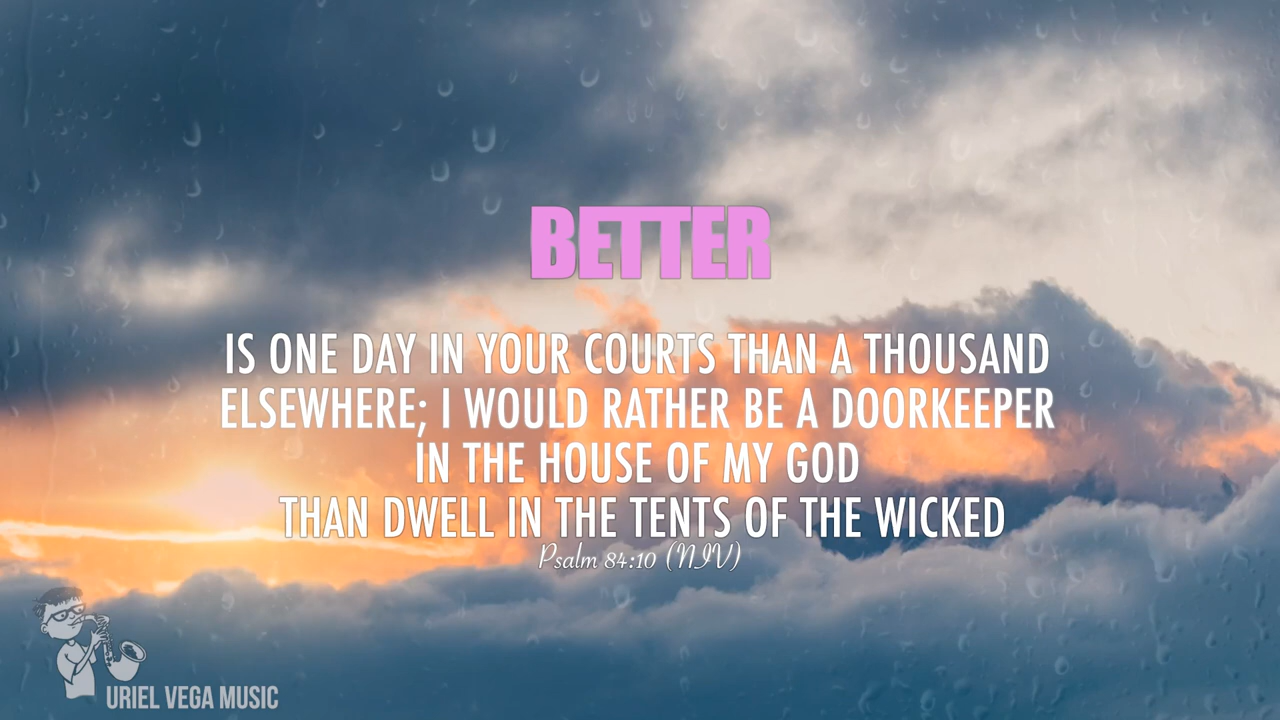 BETTER
IS ONE DAY IN YOUR COURTS THAN A THOUSAND
ELSEWHERE; I WOULD RATHER BE A DOORKEEPER
IN THE HOUSE OF MY GOD
THAN DWELL IN THE TENTS OF THE WICKED
Psalm 84:10 (NIV)
URIEL VEGA MUSIC